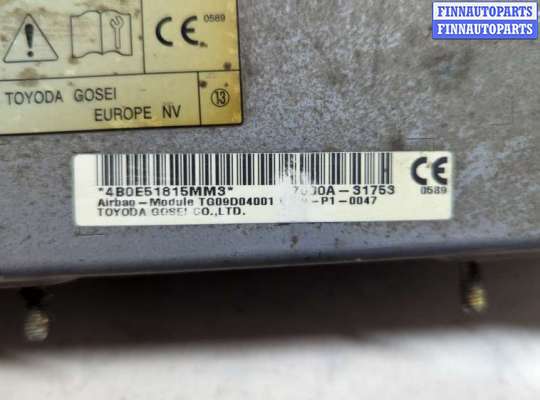 FINNAUTOPARTS
FINNAUTOPARTS
CE 0589
TOYODA GOSEI
EUROPE NV
13
*4B0E51815MM3*
-31753
CE
Airbag-Module TG09D04001
-P1-0047
0589
TOYODA GOSEI CO.,LTD.